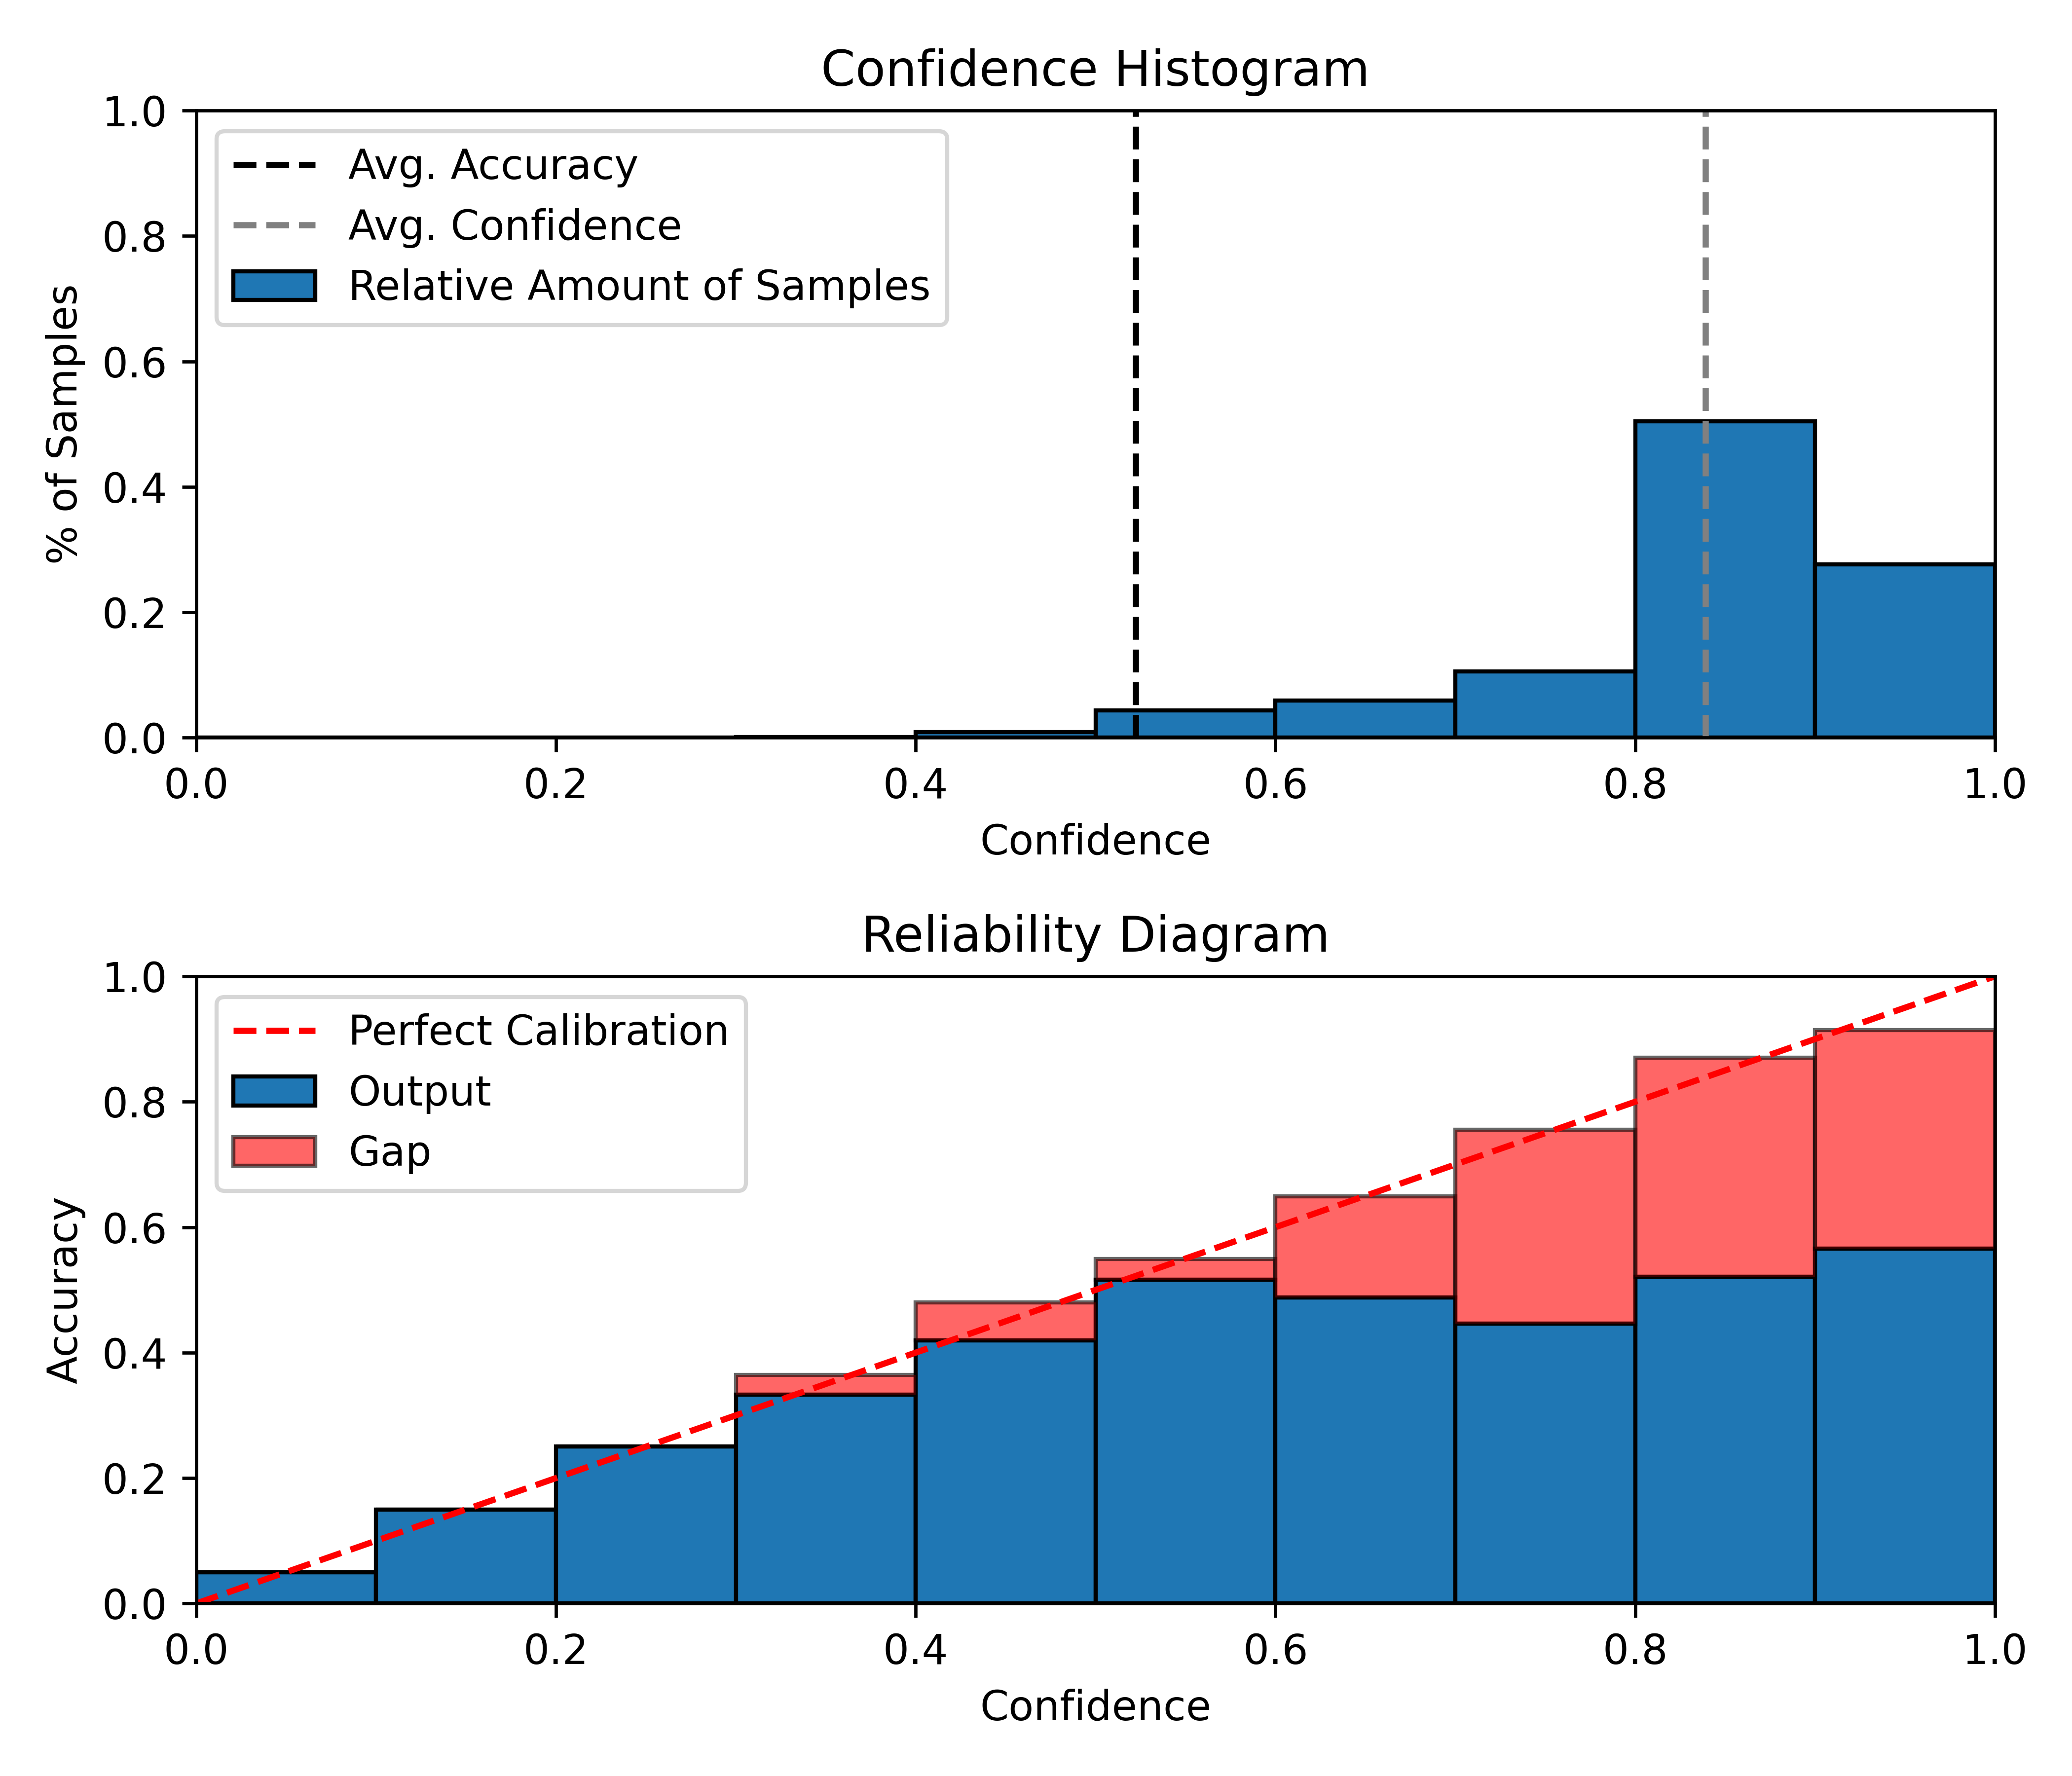 Confidence Histogram
1.0
0.8
0.6
0.4
0.2
0.0
% of Samples
Avg. Accuracy
Avg. Confidence
Relative Amount of Samples
0.0 0.2 0.4 0.6 0.8 1.0
Confidence
Reliability Diagram
1.0
0.8
0.6
0.4
0.2
0.0
Accuracy
Perfect Calibration
Output
Gap
0.0 0.2 0.4 0.6 0.8 1.0
Confidence